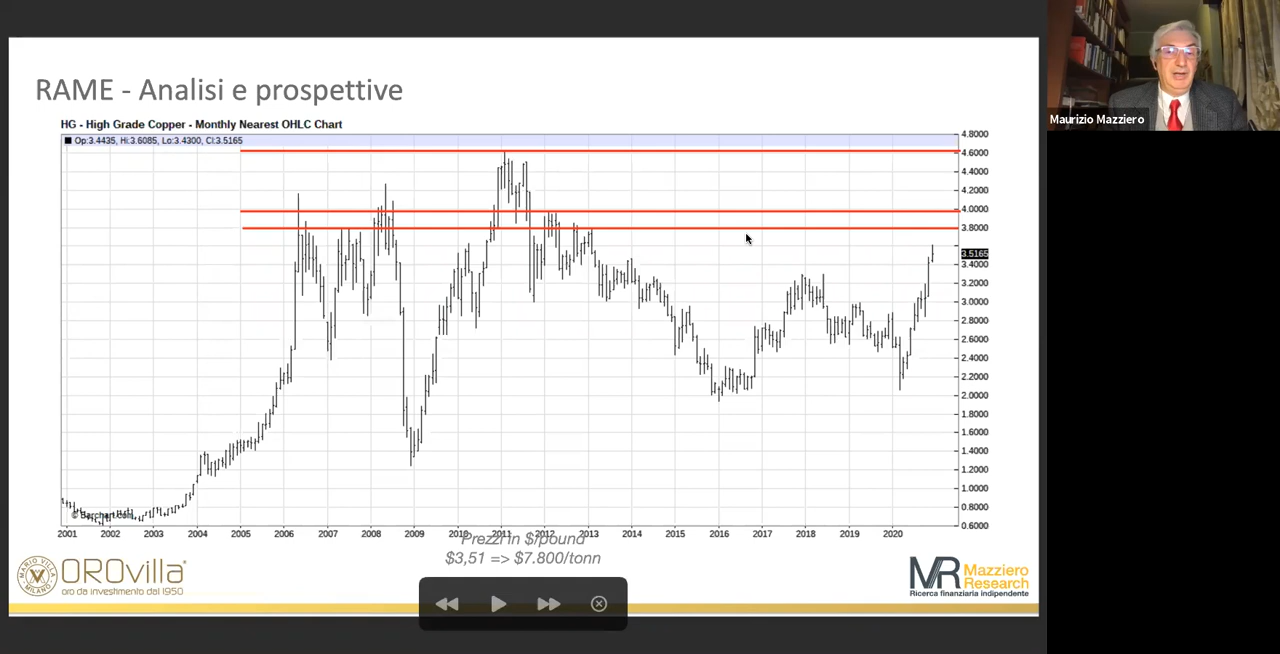 RAME - Analisi e prospettive
HG - High Grade Copper - Monthly Nearest OHLC Chart
Op:3.4435, Hi:3.6085, Lo:3.4300, Cl:3.5165
4.8000
4.6000
4.4000
4.2000
4.0000
3.8000
3.5165
3.4000
3.2000
3.0000
2.8000
2.6000
2.4000
2.2000
2.0000
1.8000
1.6000
1.4000
1.2000
1.0000
0.8000
0.6000
© Barchart.com
2001 2002 2003 2004 2005 2006 2007 2008 2009 2010 2011 2012 2013 2014 2015 2016 2017 2018 2019 2020
Prezzi in $/pound
$3,51 => $7.800/tonn
MARIO VILLA MILANO
OROvilla
oro da investimento dal 1950
MR Mazziero Research
Ricerca finanziaria indipendente
Maurizio Mazziero